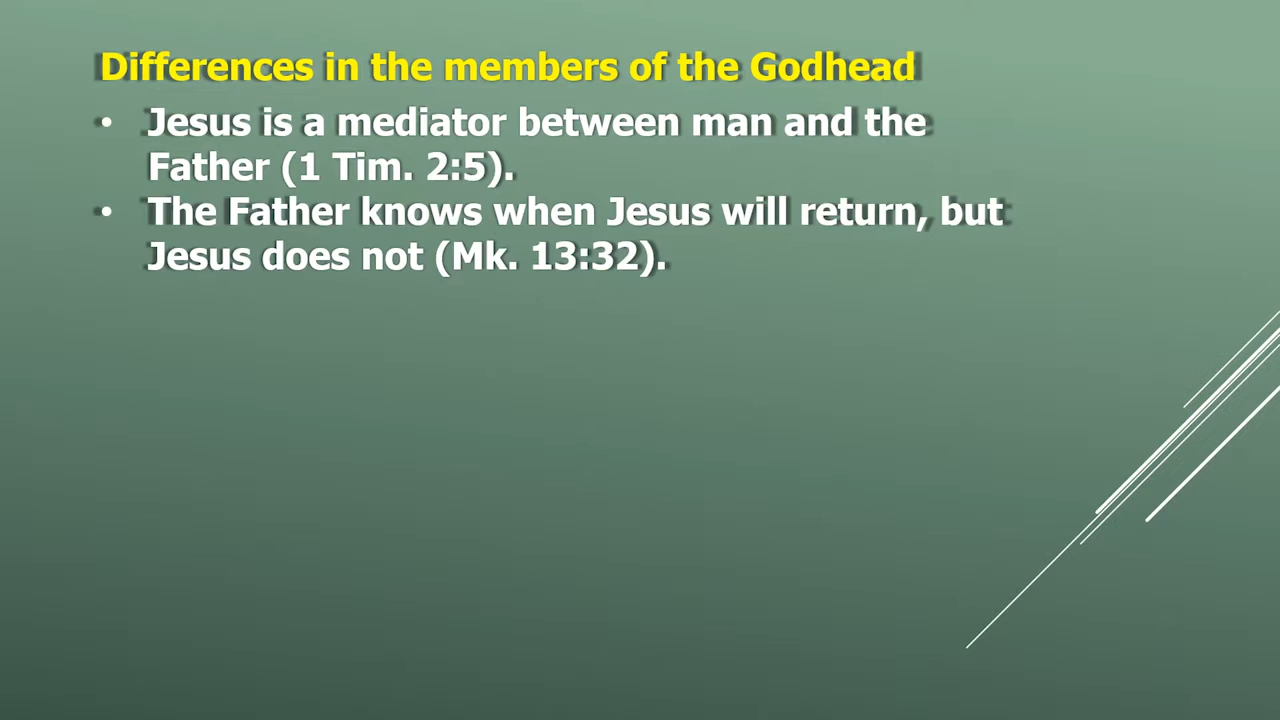 Differences in the members of the Godhead
• Jesus is a mediator between man and the
Father (1 Tim. 2:5).
• The Father knows when Jesus will return, but
Jesus does not (Mk. 13:32).